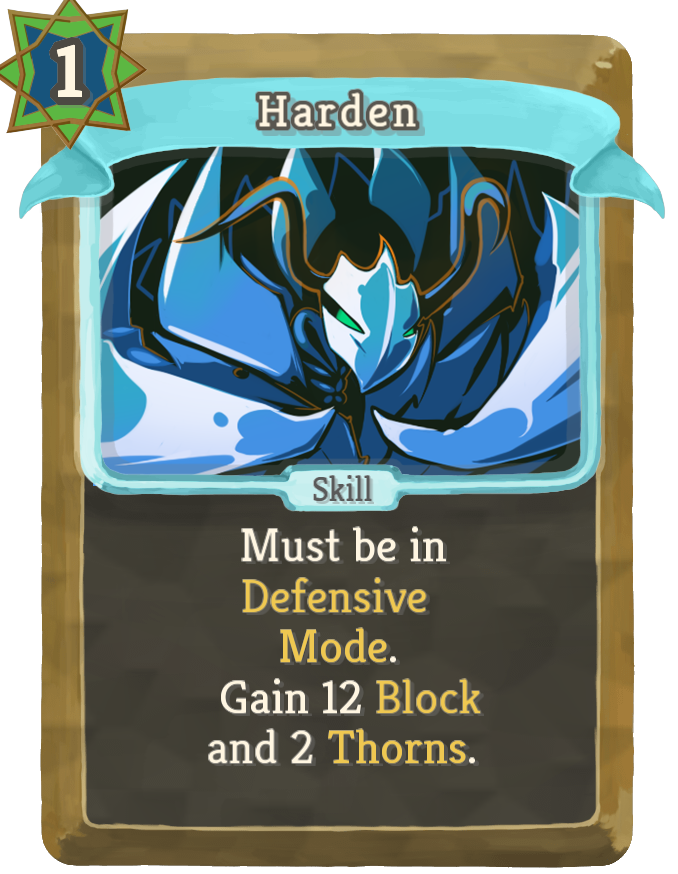 1
Harden
Skill
Must be in
Defensive
Mode.
Gain 12 Block
and 2 Thorns.